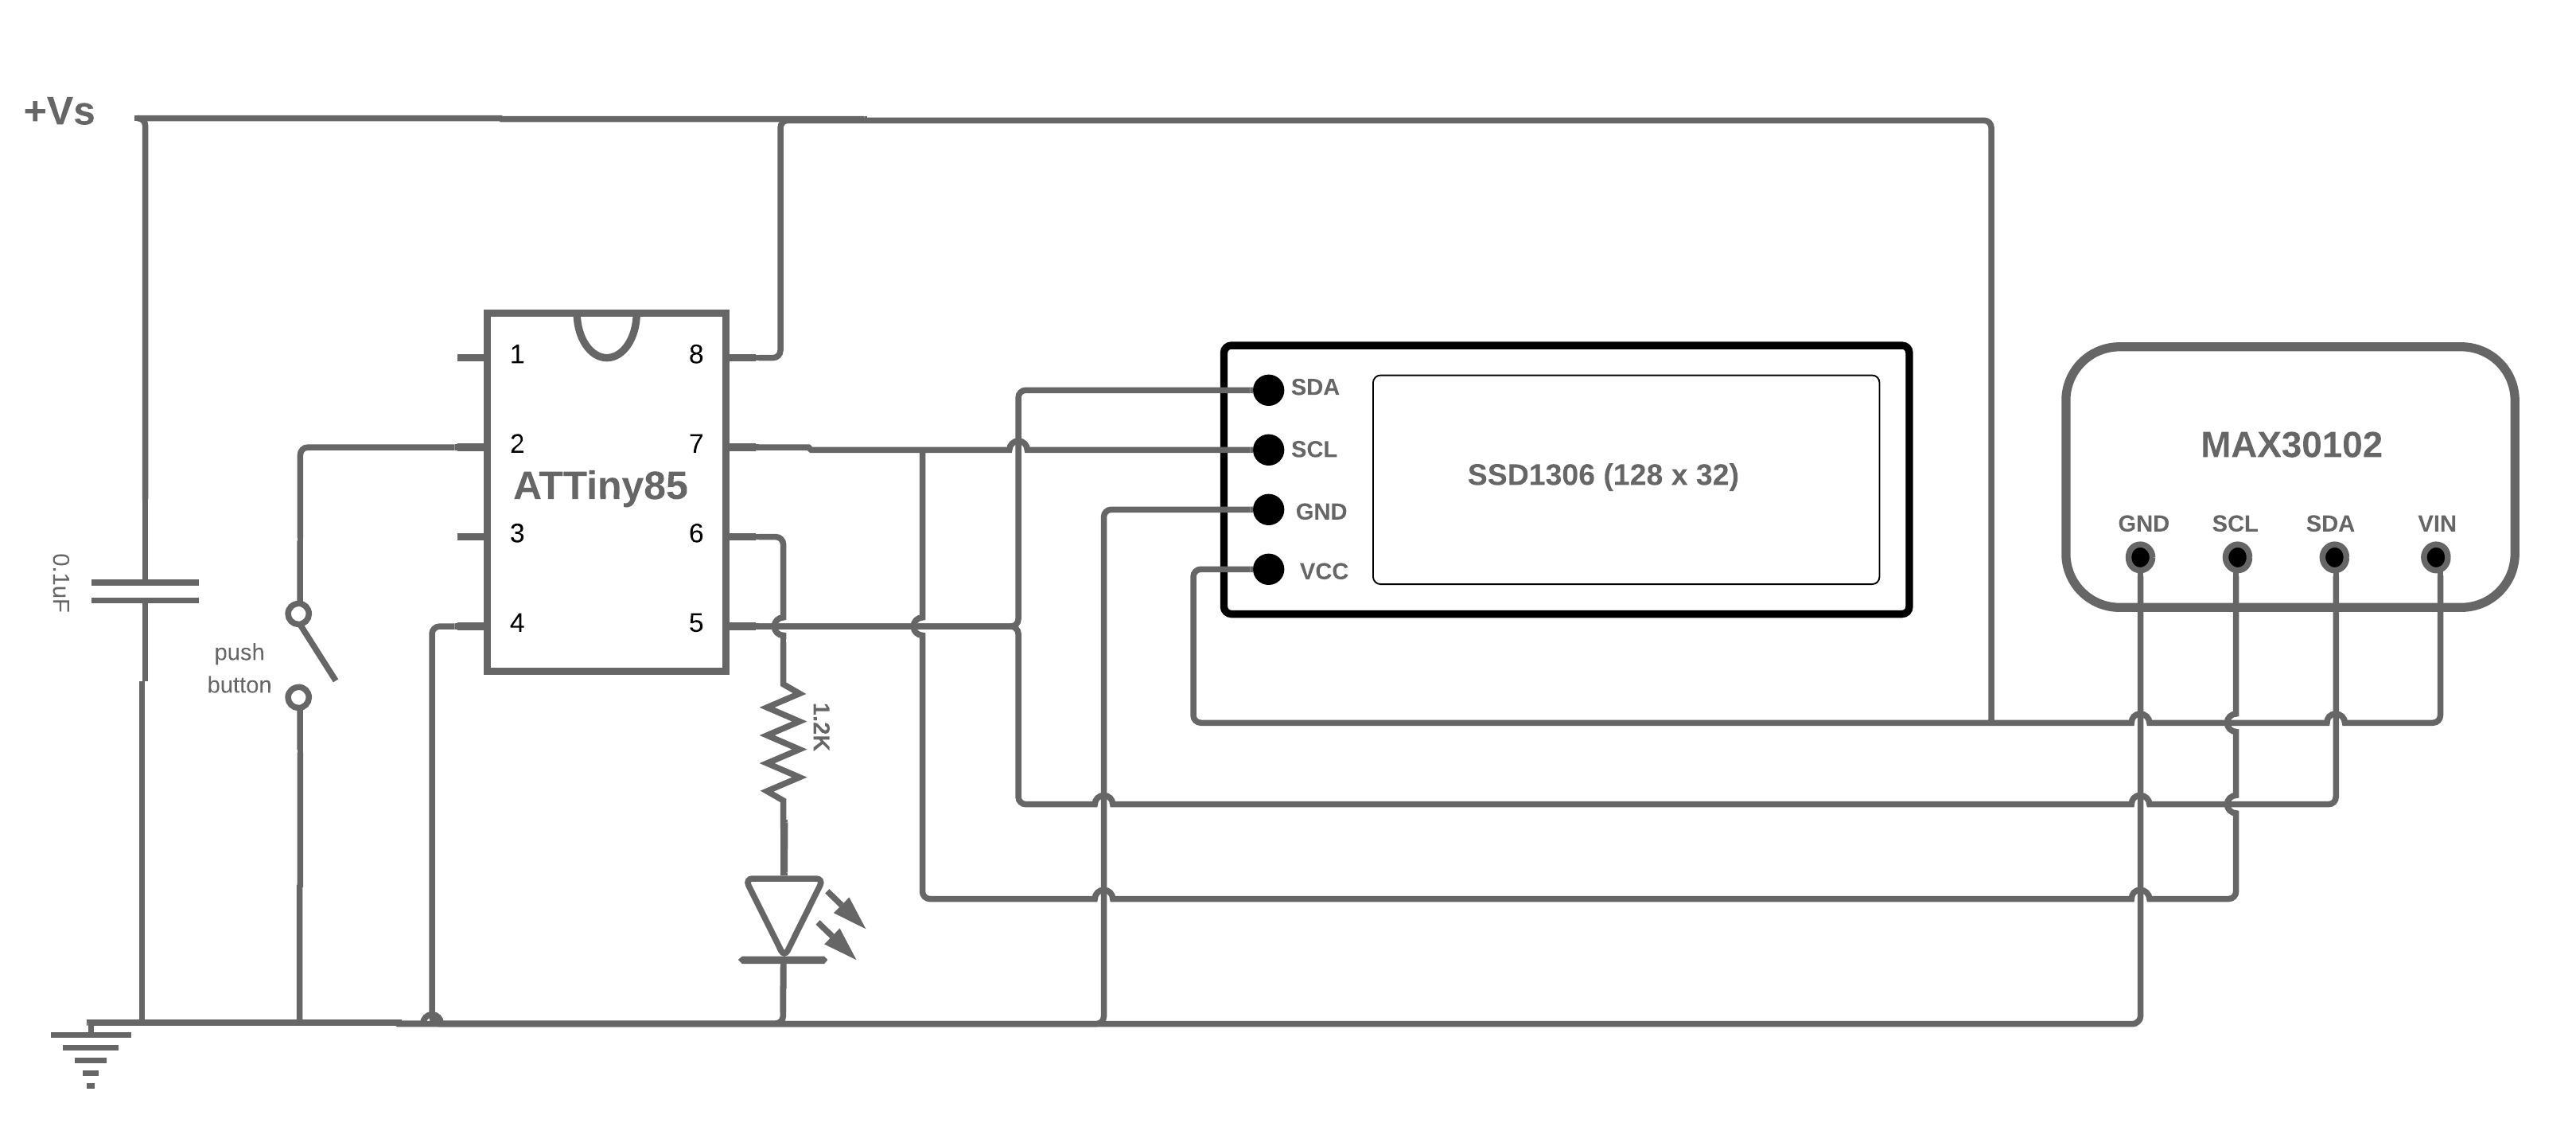 +Vs
0.1uF
push
button
1
2
3
4
8
7
6
5
ATTiny85
1.2K
SDA
SCL
GND
VCC
SSD1306 (128 x 32)
MAX30102
GND SCL SDA VIN